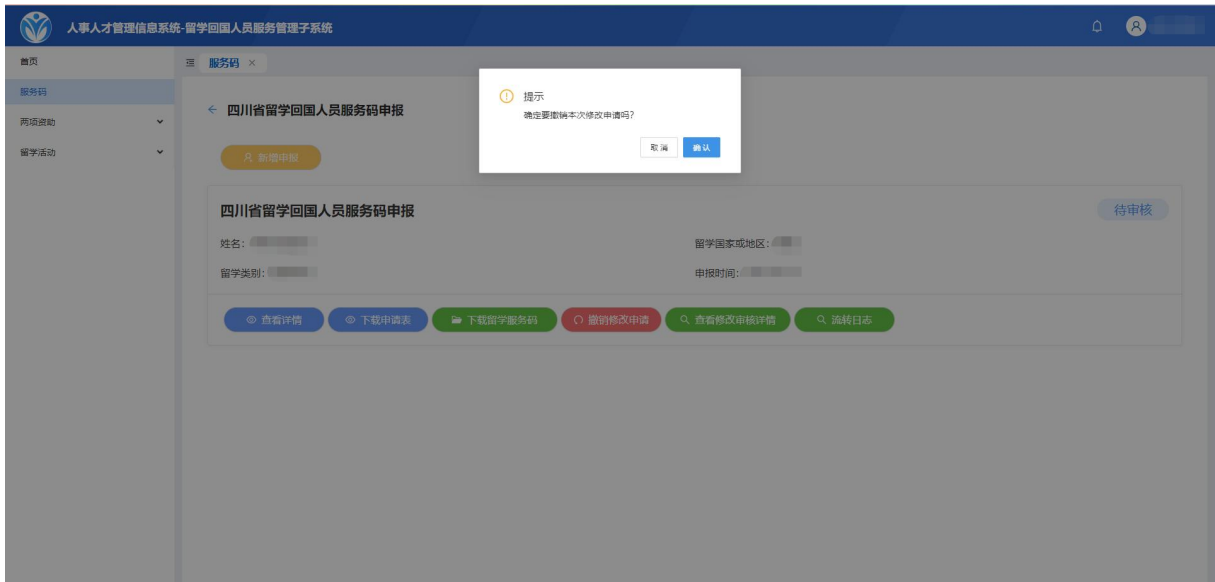 人事人才管理信息系统-留学回国人员服务管理子系统
首页
服务码
两项资助
留学活动
服务码 ×
四川省留学回国人员服务码申报
新增申报
提示
确定要撤销本次修改申请吗?
取消 确认
四川省留学回国人员服务码申报 待审核
姓名: 留学国家或地区:
留学类别: 申报时间:
查看详情 下载申请表 下载留学服务码 撤销修改申请 查看修改审核详情 流转日志